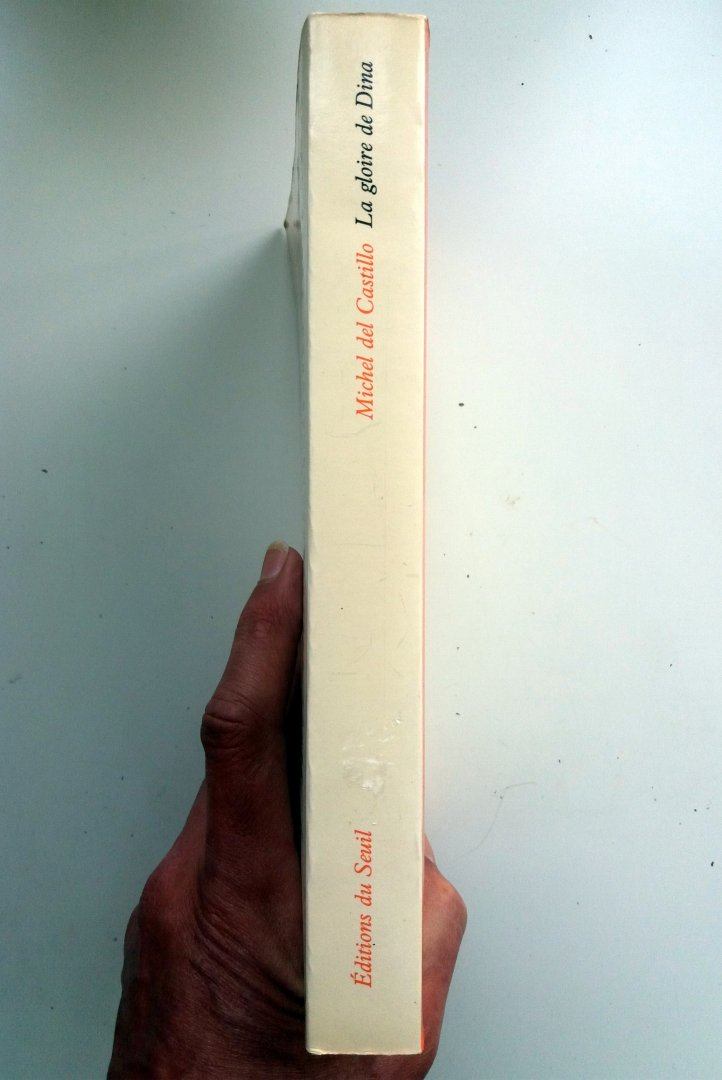 Éditions du Seuil Michel del Castillo La gloire de Dina